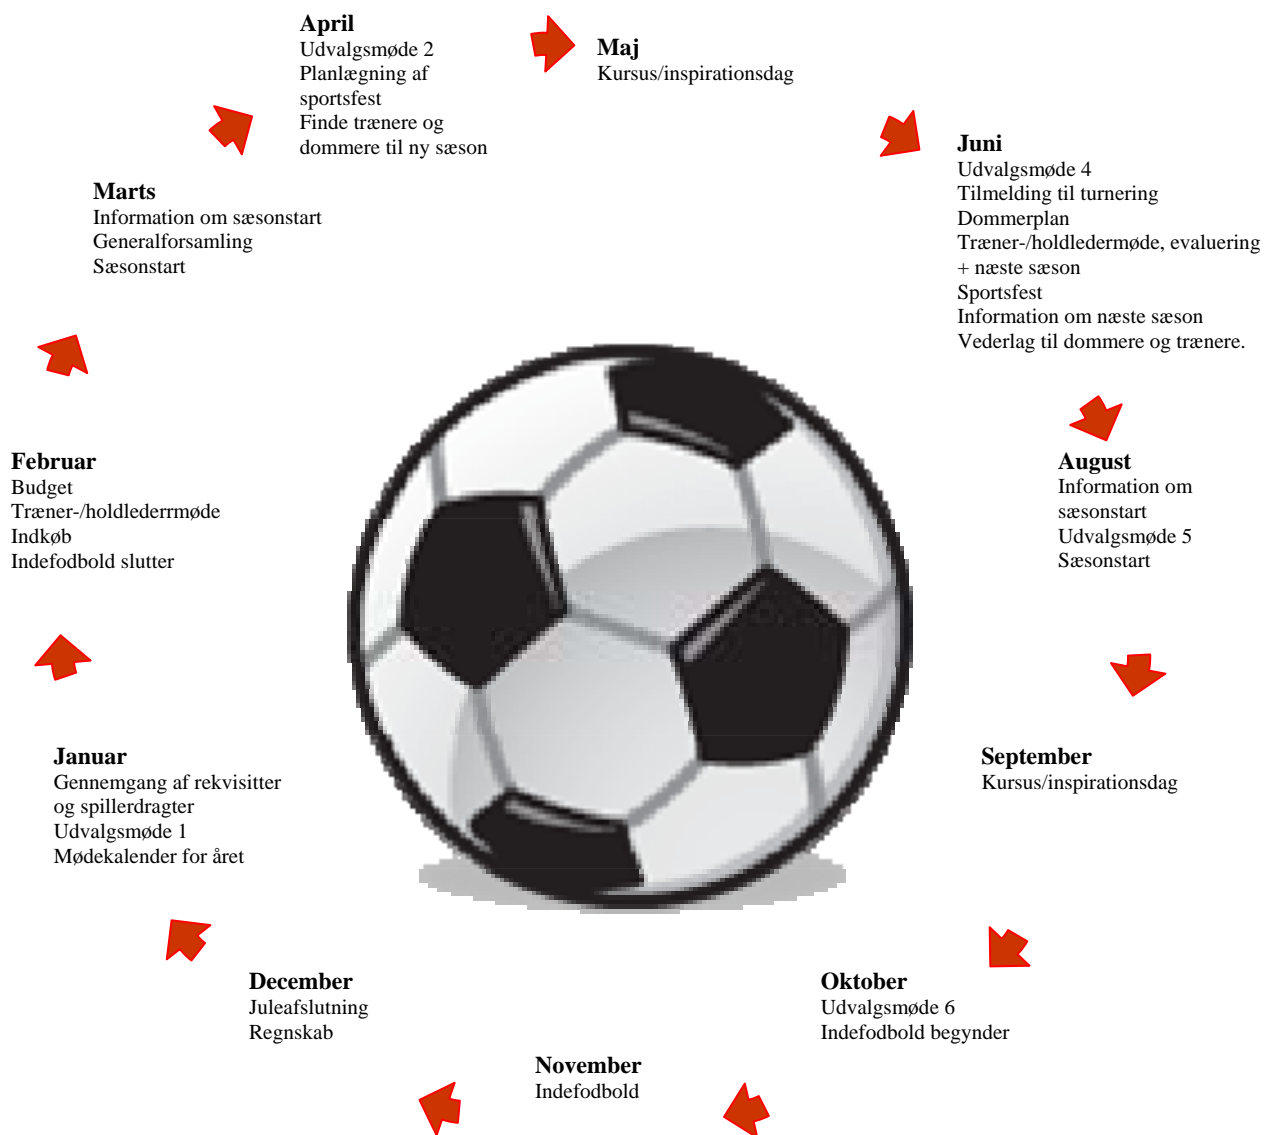 April
Udvalgsmøde 2
Planlægning af
sportsfest
Finde trænere og
dommere til ny sæson
Maj
Kursus/inspirationsdag
Juni
Udvalgsmøde 4
Tilmelding til turnering
Dommerplan
Træner-/holdledermøde, evaluering
+ næste sæson
Sportsfest
Information om næste sæson
Vederlag til dommere og trænere.
August
Information om
sæsonstart
Udvalgsmøde 5
Sæsonstart
September
Kursus/inspirationsdag
Oktober
Udvalgsmøde 6
Indefodbold begynder
November
Indefodbold
December
Juleafslutning
Regnskab
Januar
Gennemgang af rekvisitter
og spillerdragter
Udvalgsmøde 1
Mødekalender for året
Februar
Budget
Træner-/holdlederrmøde
Indkøb
Indefodbold slutter
Marts
Information om sæsonstart
Generalforsamling
Sæsonstart